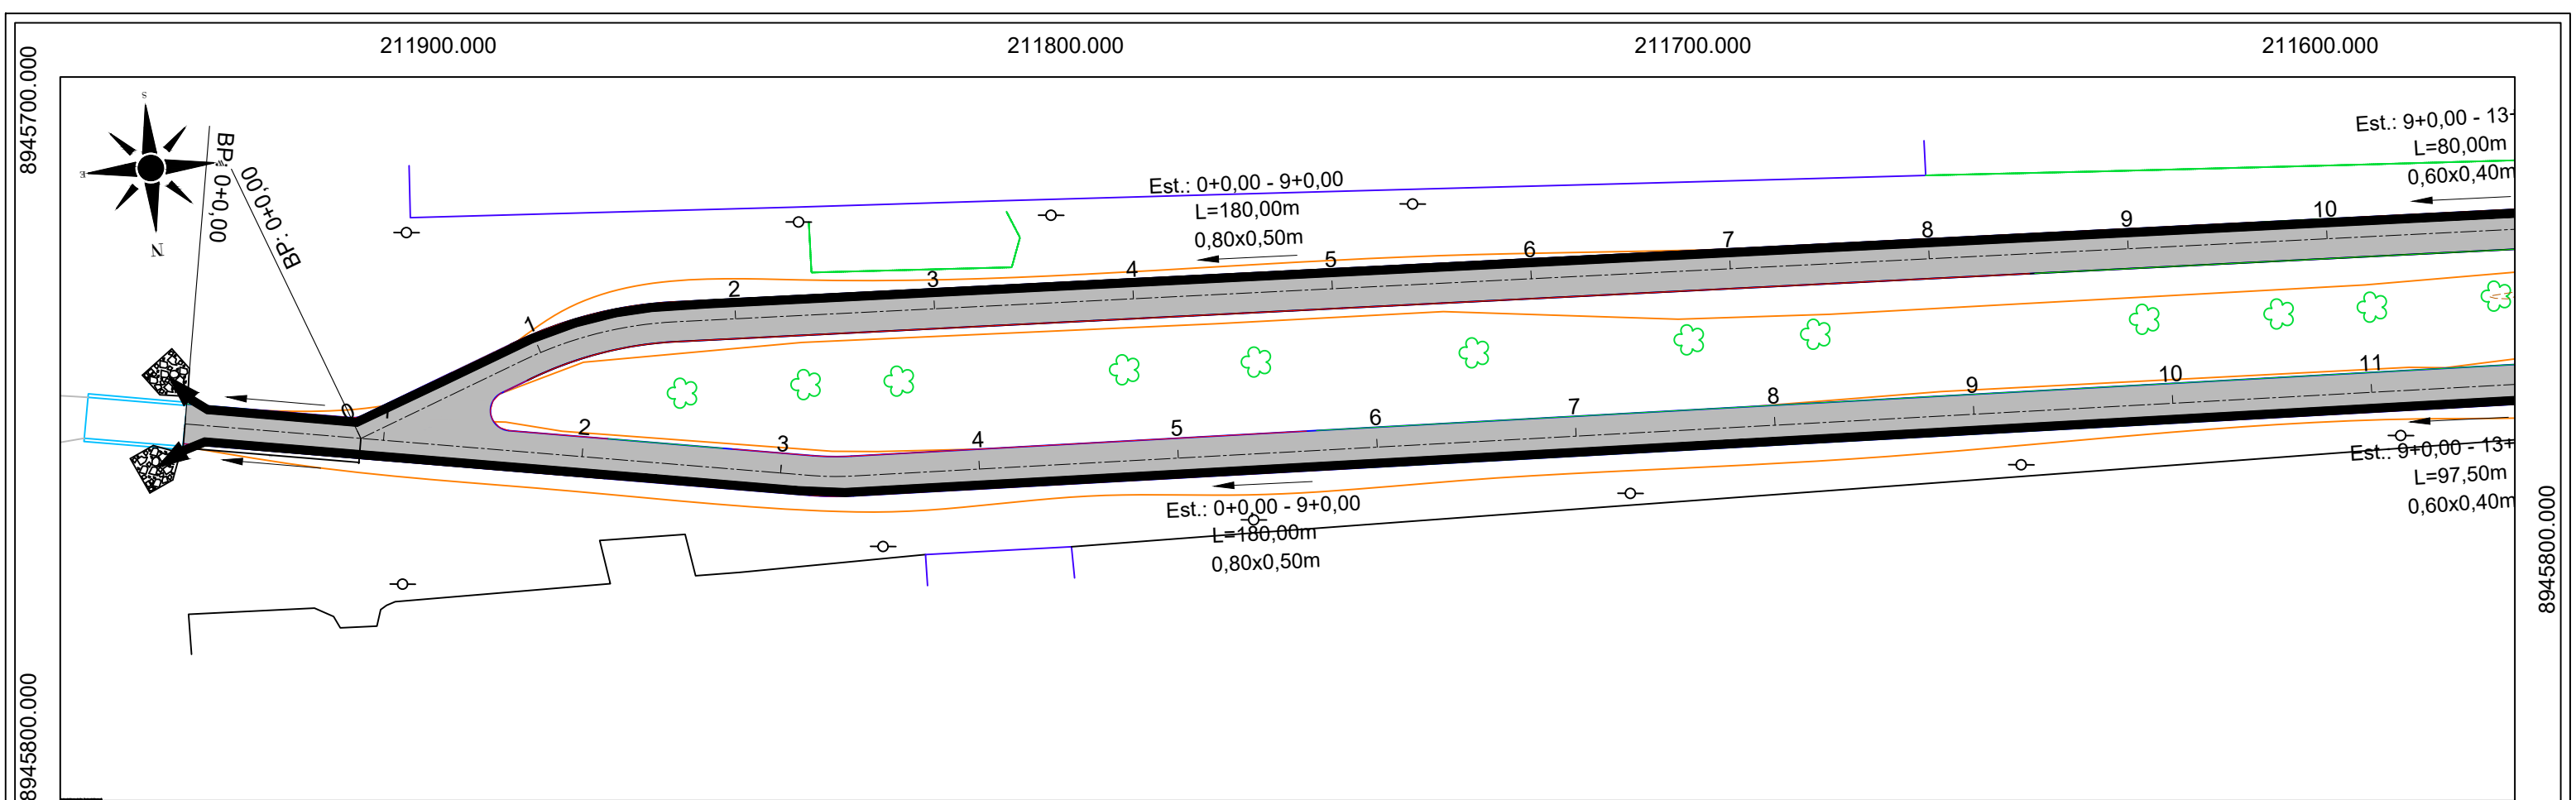 211900.000
211800.000
211700.000
211600.000
8945700.000
S
E
N
BP: 0+0,00
BP: 0+0,00
Est.: 0+0,00 - 9+0,00
L=180,00m
0,80x0,50m
Est.: 9+0,00 - 13+
L=80,00m
0,60x0,40m
1
2
3
4
5
6
7
8
9
10
0
1
2
3
4
5
6
7
8
9
10
11
Est.: 0+0,00 - 9+0,00
L=180,00m
0,80x0,50m
Est.: 9+0,00 - 13+
L=97,50m
0,60x0,40m
8945800.000
8945800.000